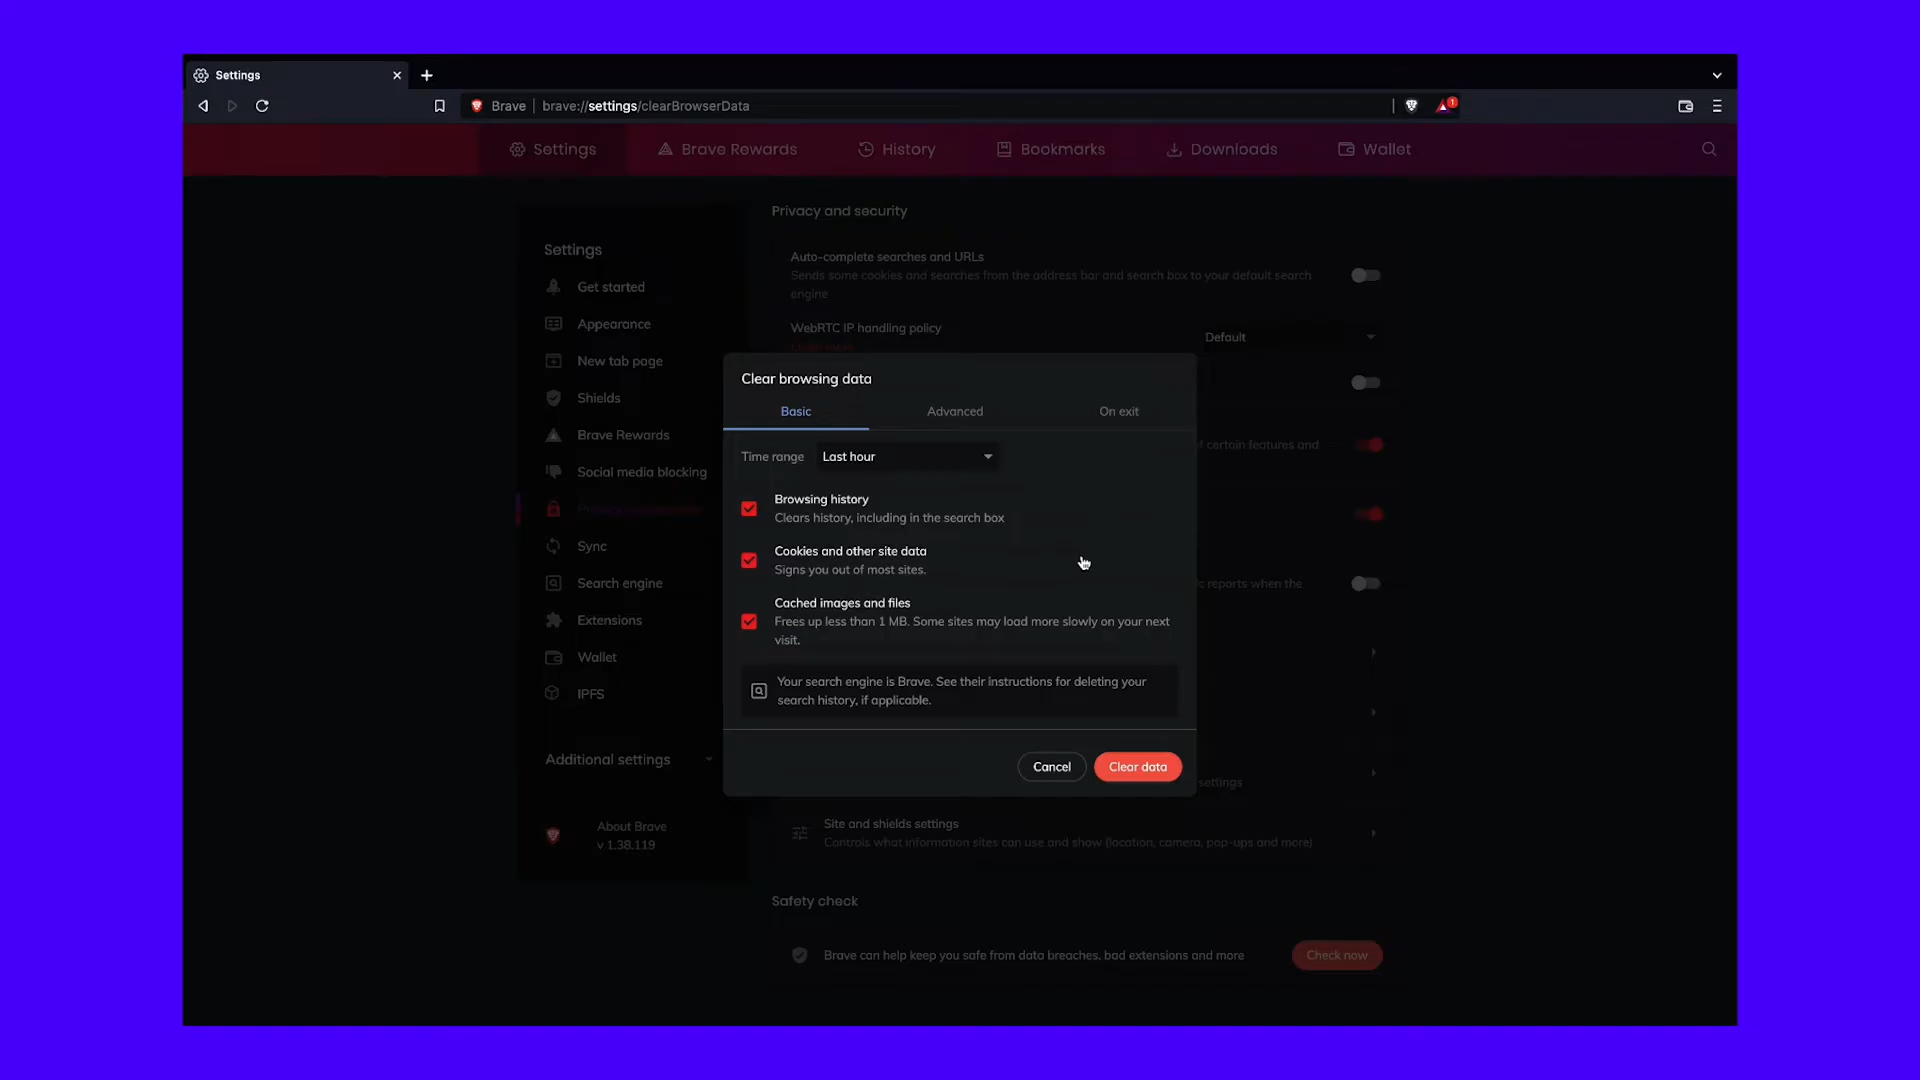 Settings
Brave
brave://settings/clearBrowserData
1
Settings
Brave Rewards
History
Bookmarks
Downloads
Wallet
Settings
Get started
Appearance
New tab page
Shields
Brave Rewards
Social media blocking
Sync
Search engine
Extensions
Wallet
IPFS
Additional settings
About Brave
v 1.38.119
Privacy and security
Auto-complete searches and URLs
Sends some cookies and searches from the address bar and search box to your default search
engine
WebRTC IP handling policy
Default
of certain features and
reports when the
settings
Clear browsing data
Basic
Advanced
On exit
Time range
Last hour
Browsing history
Clears history, including in the search box
Cookies and other site data
Signs you out of most sites.
Cached images and files
Frees up less than 1 MB. Some sites may load more slowly on your next
visit.
Your search engine is Brave. See their instructions for deleting your
search history, if applicable.
Cancel
Clear data
Site and shields settings
Controls what information sites can use and show (location, camera, pop-ups and more)
Safety check
Brave can help keep you safe from data breaches, bad extensions and more
Check now